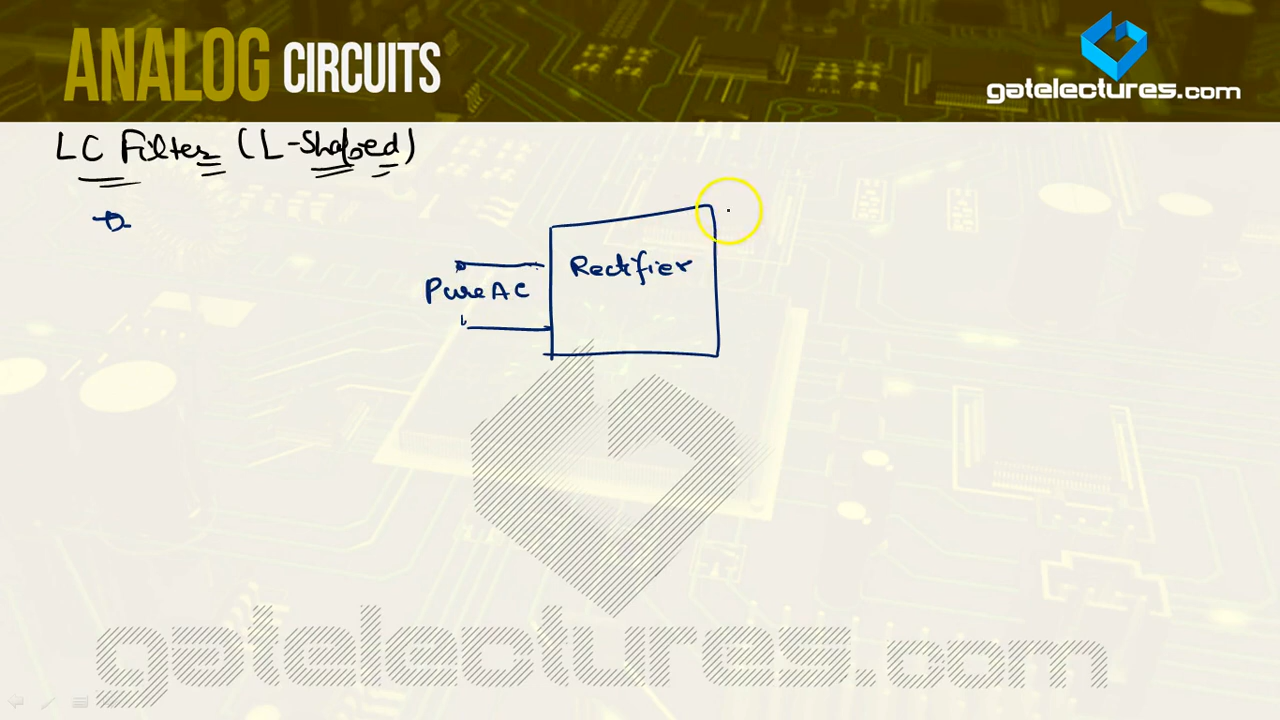 ANALOG CIRCUITS
gatelectures.com
LC Filter (L-Shaped)
Rectifier
Pure AC
gatelectures.com